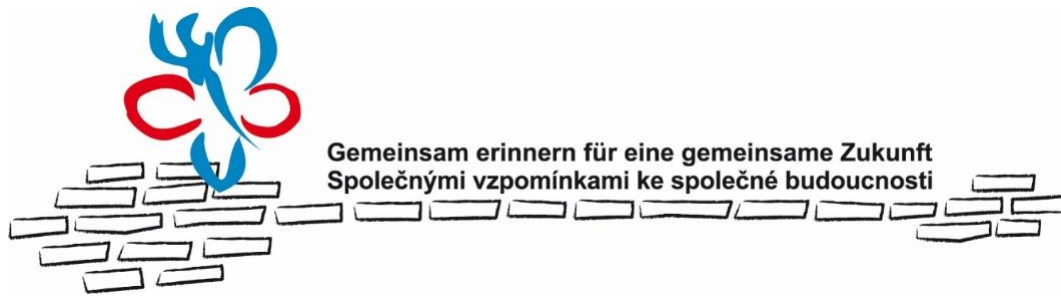 Gemeinsam erinnern für eine gemeinsame Zukunft
Společnými vzpomínkami ke společné budoucnosti